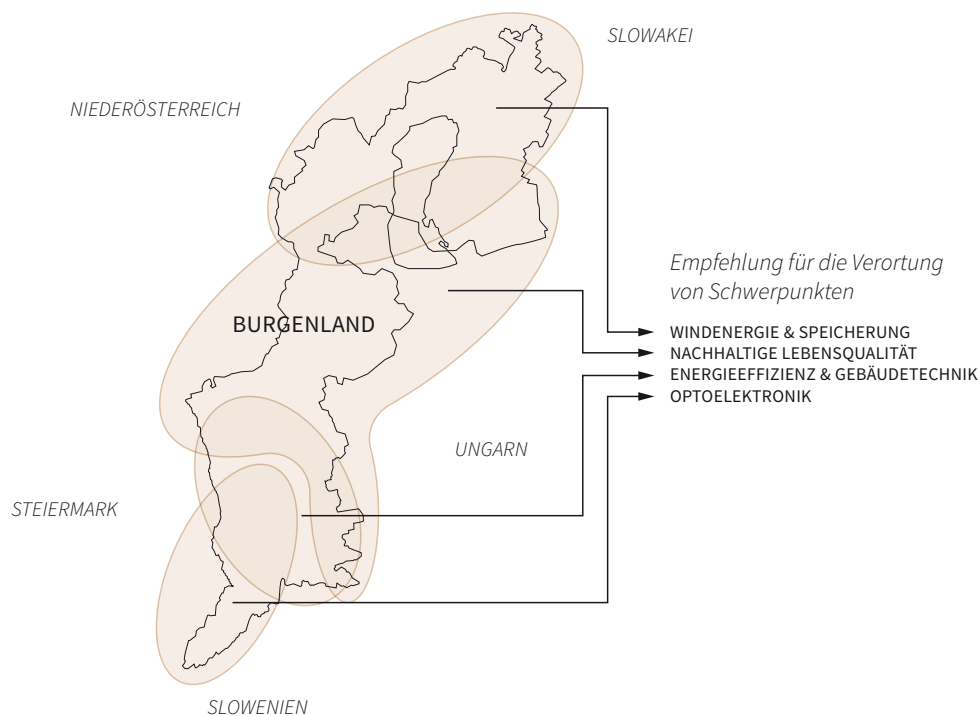 SLOWAKEI
NIEDERÖSTERREICH
Empfehlung für die Verortung
von Schwerpunkten
BURGENLAND
WINDENERGIE & SPEICHERUNG
NACHHALTIGE LEBENSQUALITÄT
ENERGIEEFFIZIENZ & GEBÄUDETECHNIK
OPTOELEKTRONIK
UNGARN
STEIERMARK
SLOWENIEN